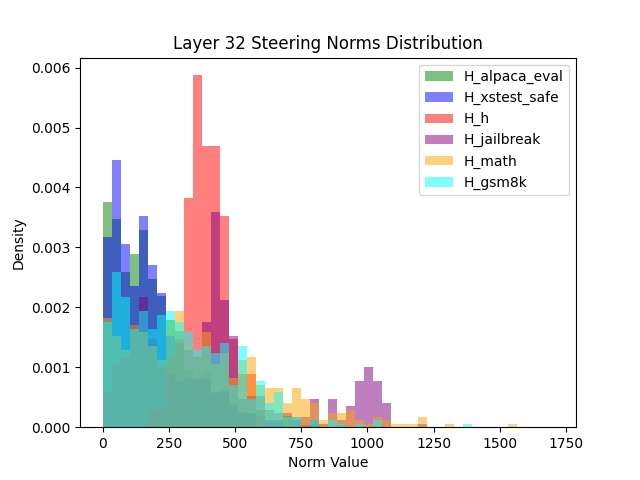 Layer 32 Steering Norms Distribution
H_alpaca_eval
H_xstest_safe
H_h
H_jailbreak
H_math
H_gsm8k
0.006
0.005
0.004
0.003
0.002
0.001
0.000
Density
0
250
500
750
1000
1250
1500
1750
Norm Value